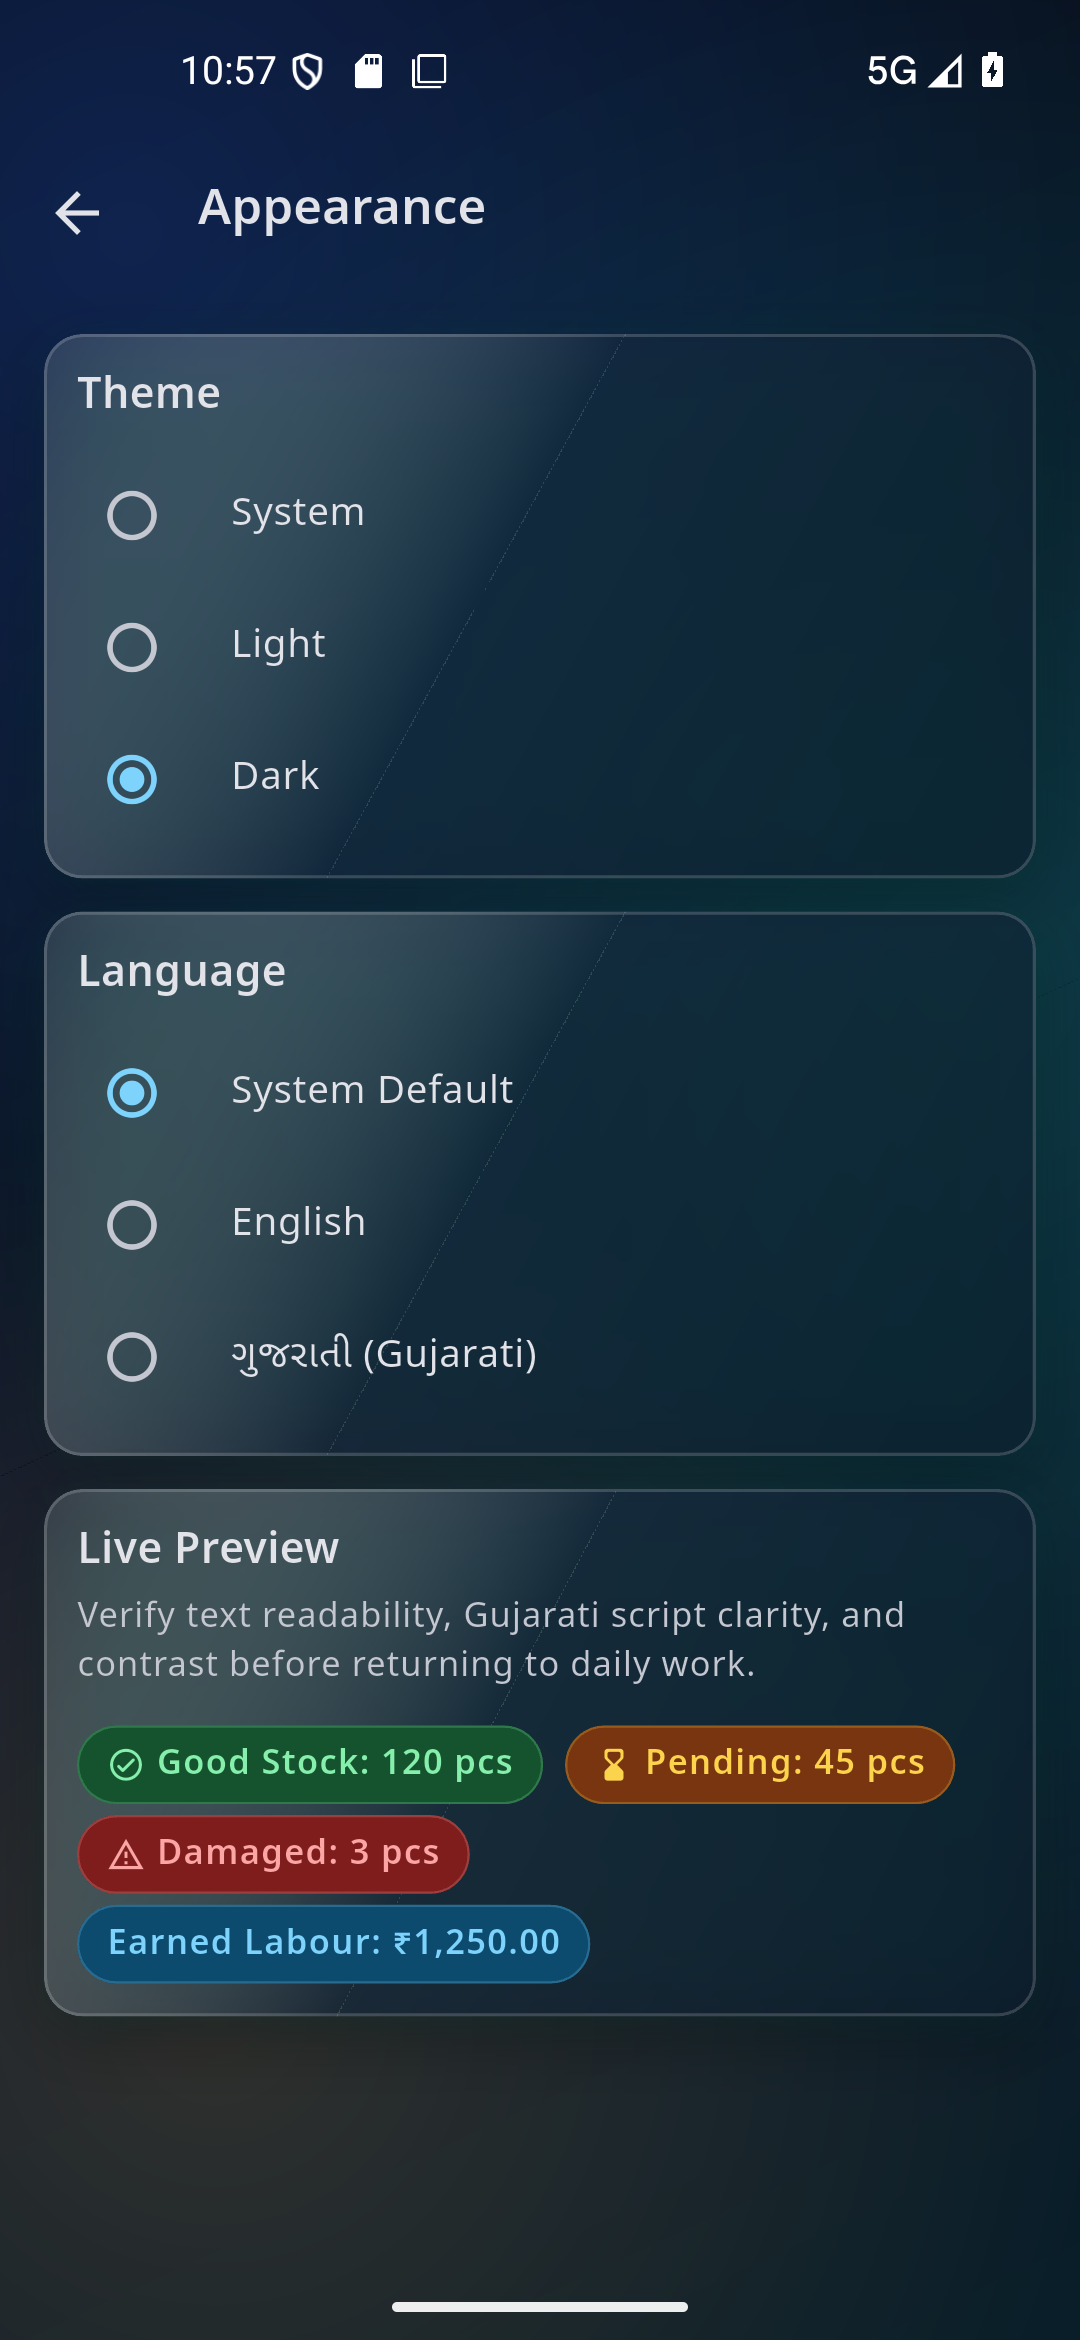 10:57 5G
Appearance
Theme
System
Light
Dark
Language
System Default
English
ગુજરાતી (Gujarati)
Live Preview
Verify text readability, Gujarati script clarity, and
contrast before returning to daily work.
Good Stock: 120 pcs Pending: 45 pcs
Damaged: 3 pcs
Earned Labour: ₹1,250.00